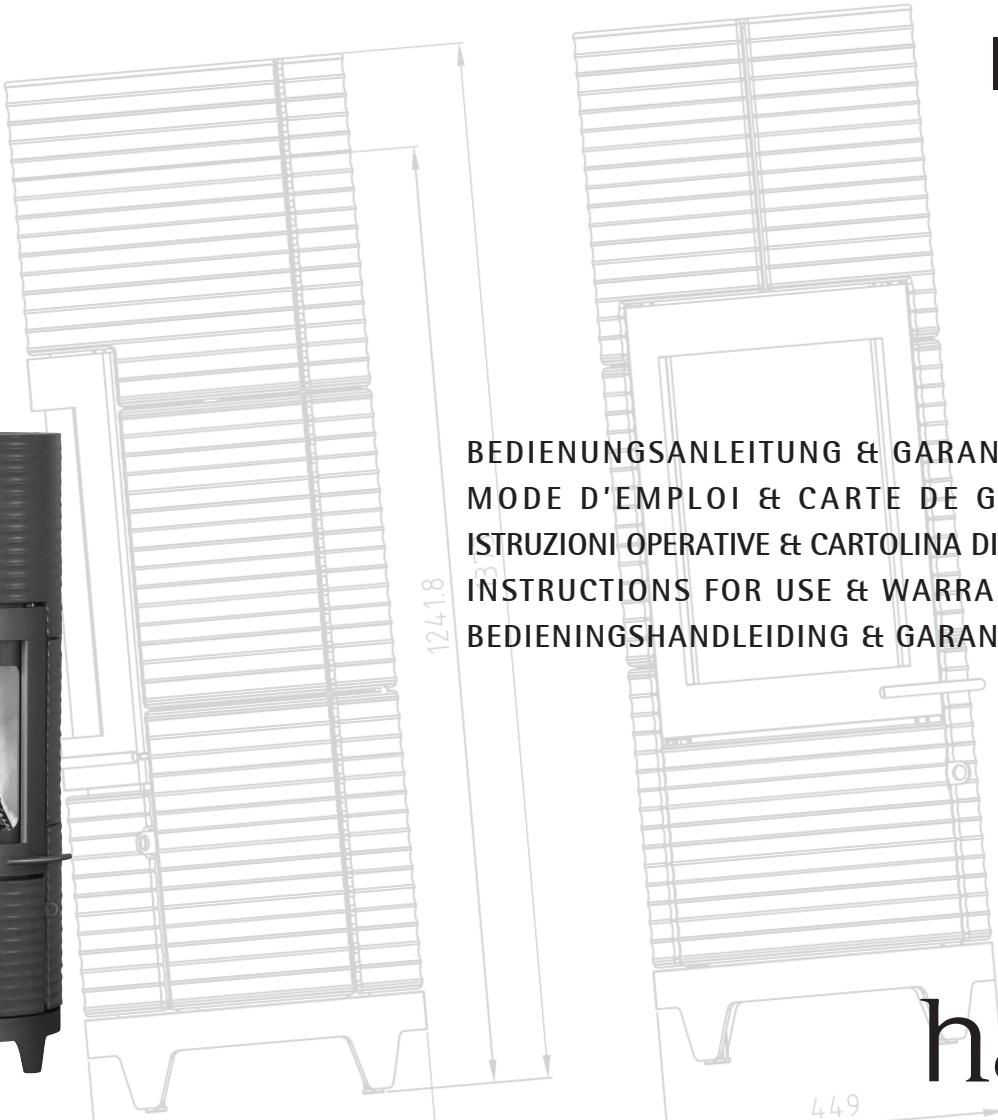 BEDIENUNGSANLEITUNG & GARAN
MODE D'EMPLOI & CARTE DE G
ISTRUZIONI OPERATIVE & CARTOLINA DI
INSTRUCTIONS FOR USE & WARRA
BEDIENINGSHANDLEIDING & GARAN
1241.8
449